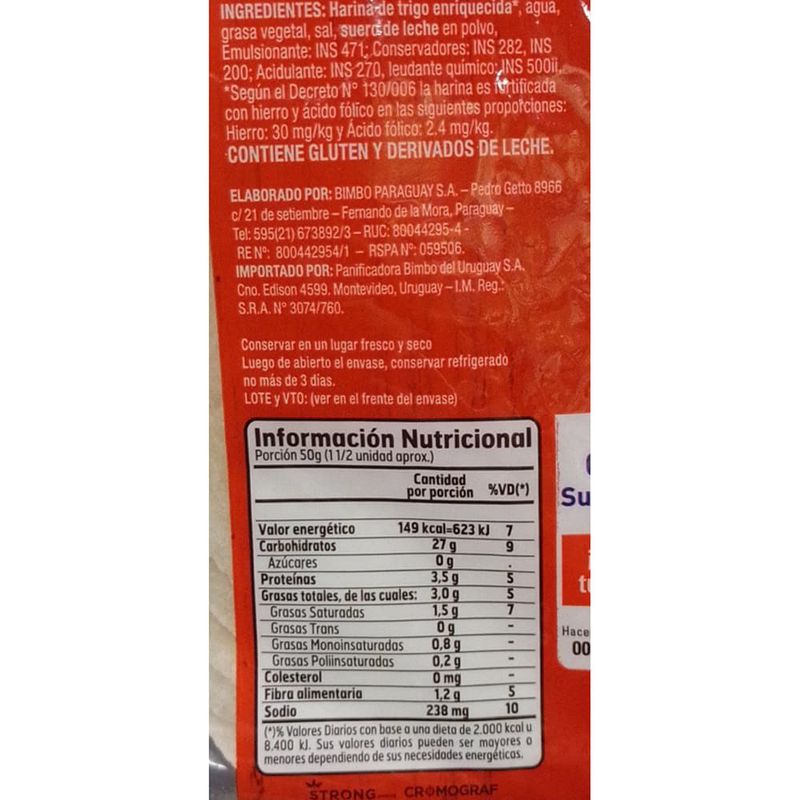 INGREDIENTES: Harina de trigo enriquecida*, agua,
grasa vegetal, sal, suero de leche en polvo,
Emulsionante: INS 471; Conservadores: INS 282, INS
200; Acidulante: INS 270, leudante químico: INS 500ii.
*Según el Decreto N° 130/006 la harina es fortificada
con hierro y ácido fólico en las siguientes proporciones:
Hierro: 30 mg/kg y Ácido fólico: 2.4 mg/kg.
CONTIENE GLUTEN Y DERIVADOS DE LECHE.
ELABORADO POR: BIMBO PARAGUAY S.A. – Pedro Getto 8966
c/ 21 de setiembre – Fernando de la Mora, Paraguay –
Tel: 595(21) 673892/3 – RUC: 80044295-4 -
RE Nº: 800442954/1 – RSPA Nº: 059506.
IMPORTADO POR: Panificadora Bimbo del Uruguay S.A.
Cno. Edison 4599. Montevideo, Uruguay – I.M. Reg.:
S.R.A. N° 3074/760.
Conservar en un lugar fresco y seco
Luego de abierto el envase, conservar refrigerado
no más de 3 dias.
LOTE y VTO: (ver en el frente del envase)
Información Nutricional
Porción 50g (1 1/2 unidad aprox.)
Cantidad
por porción %VD(*)
Valor energético 149 kcal=623 kJ 7
Carbohidratos 27 g 9
Azúcares 0 g .
Proteínas 3,5 g 5
Grasas totales, de las cuales: 3,0 g 5
Grasas Saturadas 1,5 g 7
Grasas Trans 0 g -
Grasas Monoinsaturadas 0,8 g -
Grasas Poliinsaturadas 0,2 g -
Colesterol 0 mg -
Fibra alimentaria 1,2 g 5
Sodio 238 mg 10
(*)% Valores Diarios con base a una dieta de 2.000 kcal u
8.400 kJ. Sus valores diarios pueden ser mayores o
menores dependiendo de sus necesidades energéticas.
STRONG CROMOGRAF
Su
Hace
00